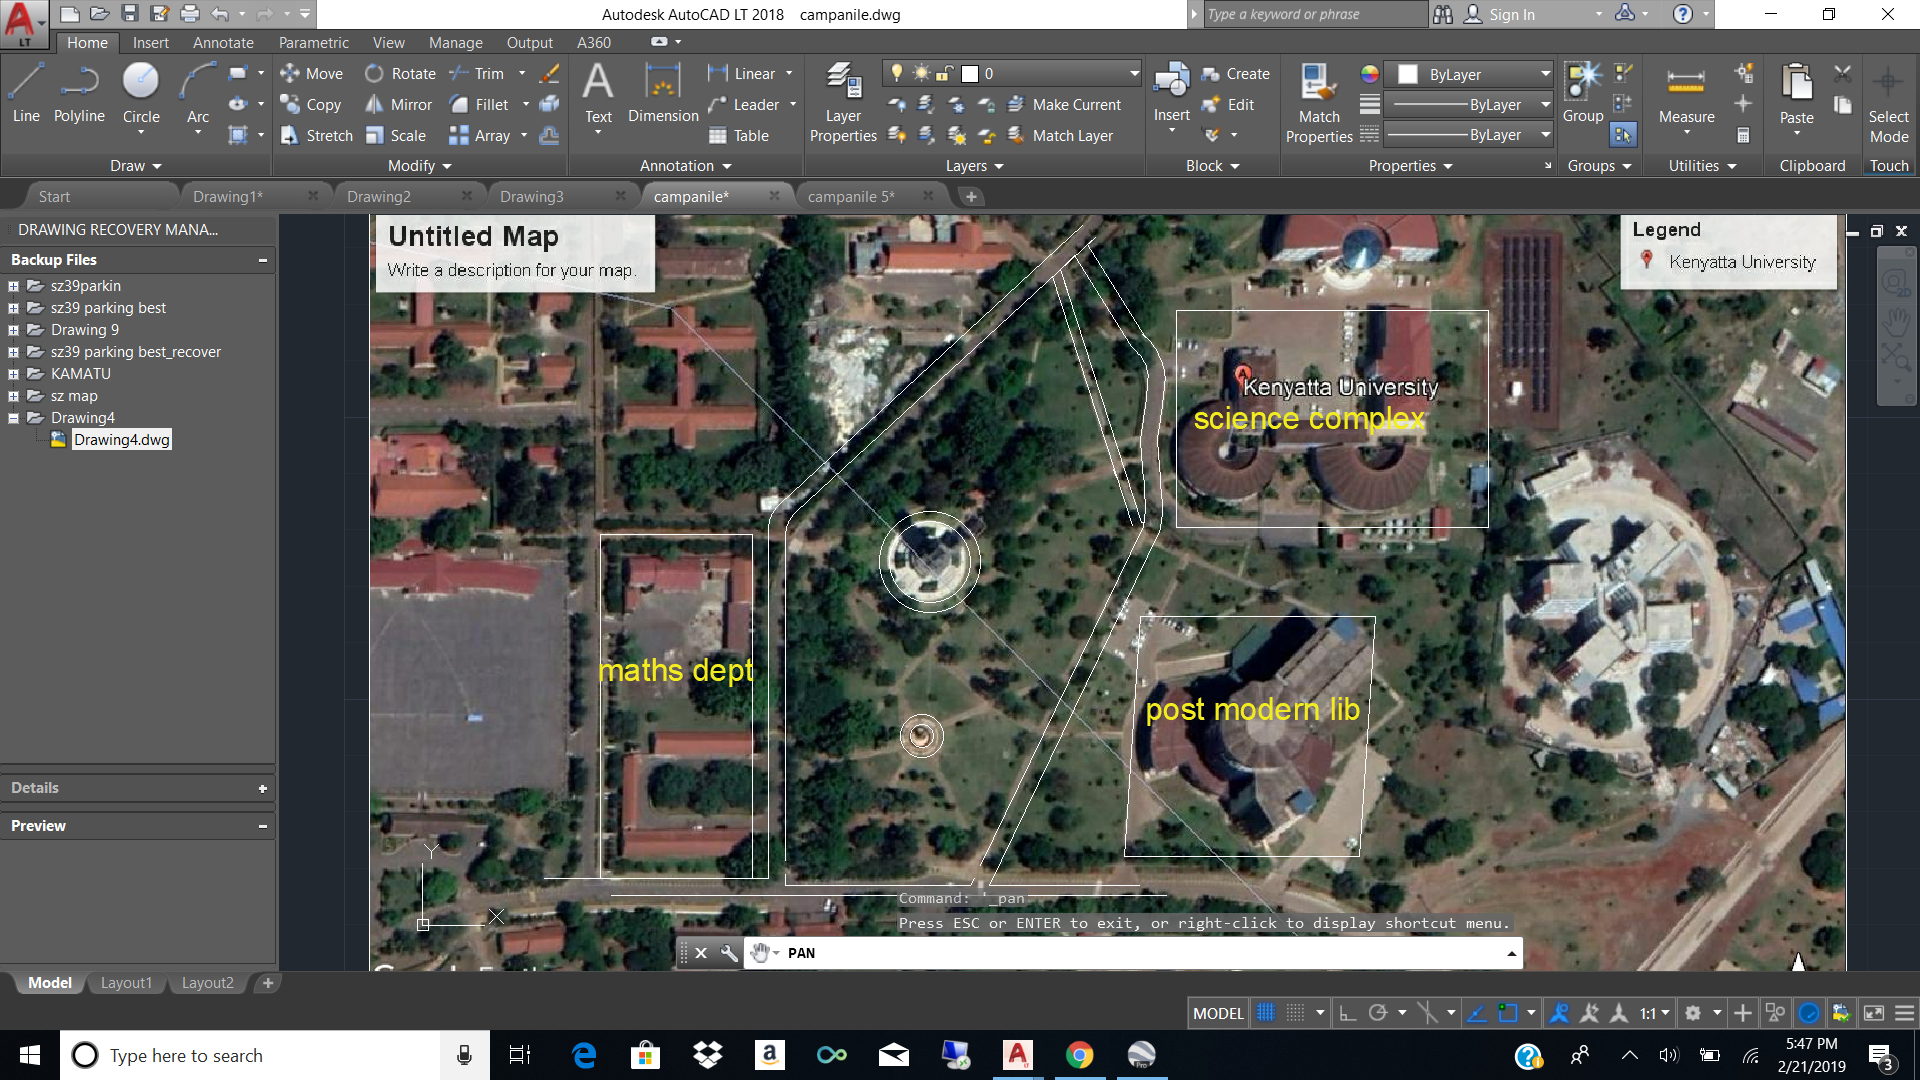 Autodesk AutoCAD LT 2018 campanile.dwg
Type a keyword or phrase
Sign In
LT
Home Insert Annotate Parametric View Manage Output A360
Line Polyline Circle Arc
Move Rotate Trim
Copy Mirror Fillet
Stretch Scale Array
Text Dimension
Linear
Leader
Table
Layer Properties
0
Make Current
Match Layer
Insert
Create
Edit
Match Properties
ByLayer
ByLayer
ByLayer
Group
Measure
Paste
Select Mode
Draw Modify Annotation Layers Block Properties Groups Utilities Clipboard Touch
Start Drawing1* Drawing2 Drawing3 campanile* campanile 5*
DRAWING RECOVERY MANA...
Backup Files
sz39parkin
sz39 parking best
Drawing 9
sz39 parking best_recover
KAMATU
sz map
Drawing4
Drawing4.dwg
Details
Preview
Untitled Map
Write a description for your map.
Legend
Kenyatta University
2D
A
Kenyatta University
science complex
maths dept
post modern lib
Y
X
Command: '_pan
Press ESC or ENTER to exit, or right-click to display shortcut menu.
PAN
Model Layout1 Layout2
MODEL 1:1
Type here to search
Pro
5:47 PM
2/21/2019
3